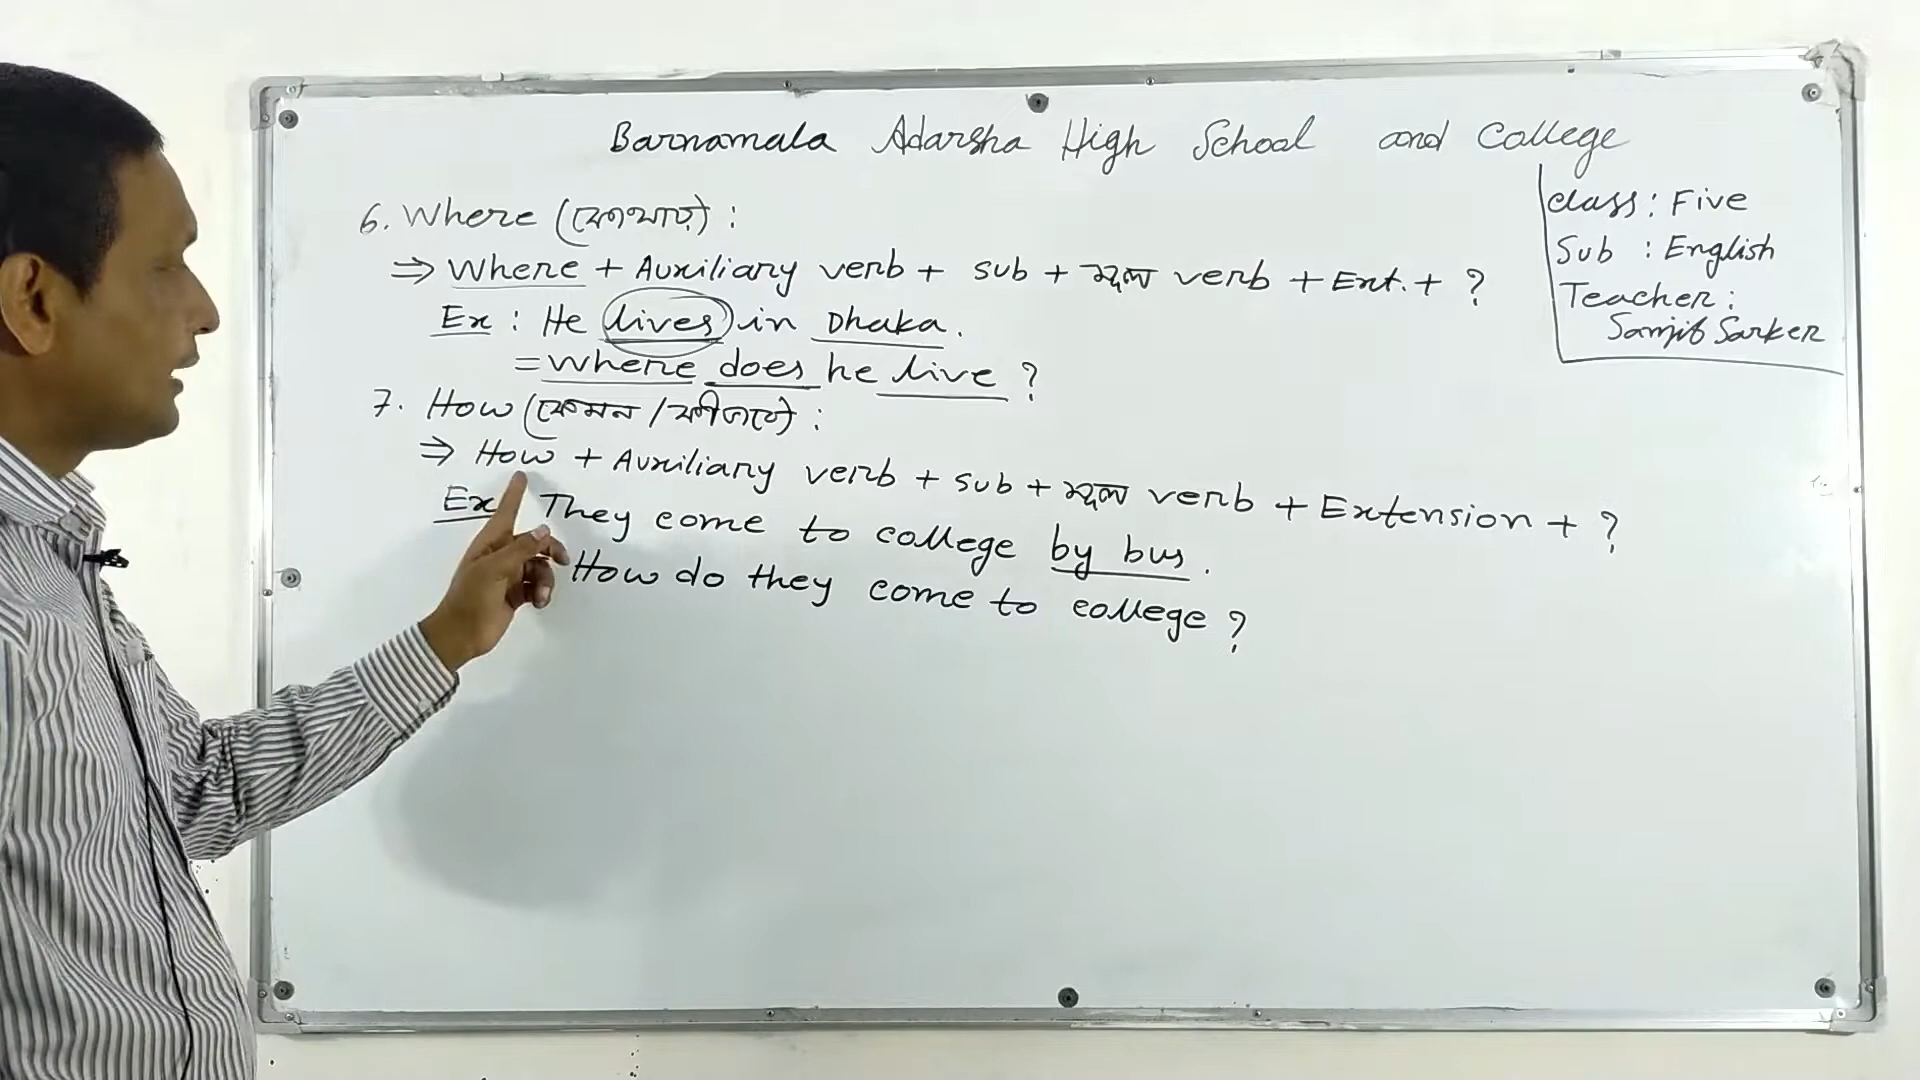 Barnamala Adarsha High School and College
class: Five
Sub : English
Teacher:
Sanjit Sarker
6. Where (কোথায়) :
⇒ Where + Auxiliary verb + sub + মূল verb + Ext. + ?
Ex : He lives in Dhaka.
= Where does he live ?
7. How (কেমন / কীভাবে) :
⇒ How + Auxiliary verb + sub + মূল verb + Extension + ?
Ex They come to college by bus.
How do they come to college ?